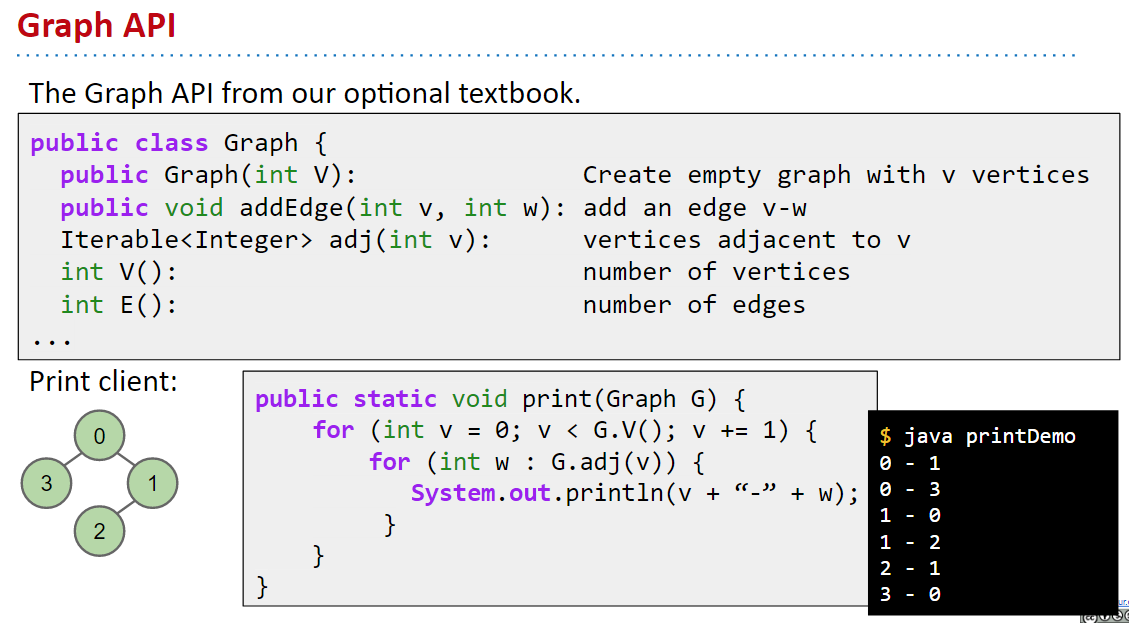 Graph API
The Graph API from our optional textbook.
public class Graph {
public Graph(int V): Create empty graph with v vertices
public void addEdge(int v, int w): add an edge v-w
Iterable<Integer> adj(int v): vertices adjacent to v
int V(): number of vertices
int E(): number of edges
...
Print client:
0
3
1
2
public static void print(Graph G) {
for (int v = 0; v < G.V(); v += 1) {
for (int w : G.adj(v)) {
System.out.println(v + “-” + w);
}
}
}
$ java printDemo
0 - 1
0 - 3
1 - 0
1 - 2
2 - 1
3 - 0